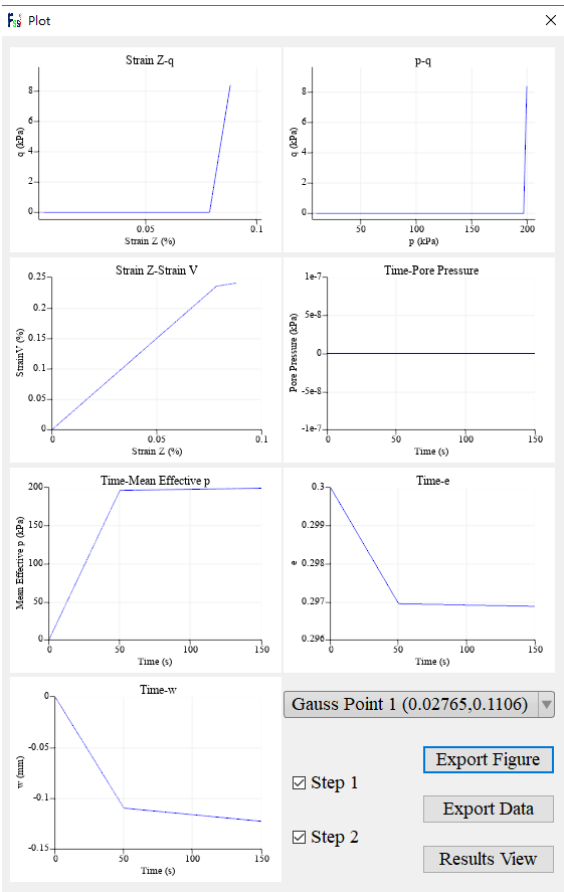 Fssi Plot
Strain Z-q
q (kPa)
8
6
4
2
0
0.05
0.1
Strain Z (%)
p-q
q (kPa)
8
6
4
2
0
50
100
150
200
p (kPa)
Strain Z-Strain V
StrainV (%)
0.25
0.2
0.15
0.1
0.05
0
0
0.05
0.1
Strain Z (%)
Time-Pore Pressure
Pore Pressure (kPa)
1e-7
5e-8
0
-5e-8
-1e-7
0
50
100
150
Time (s)
Time-Mean Effective p
Mean Effective p (kPa)
200
150
100
50
0
0
50
100
150
Time (s)
Time-e
e
0.3
0.299
0.298
0.297
0.296
0
50
100
150
Time (s)
Time-w
w (mm)
0
-0.05
-0.1
-0.15
0
50
100
150
Time (s)
Gauss Point 1 (0.02765,0.1106)
Export Figure
Step 1
Export Data
Step 2
Results View